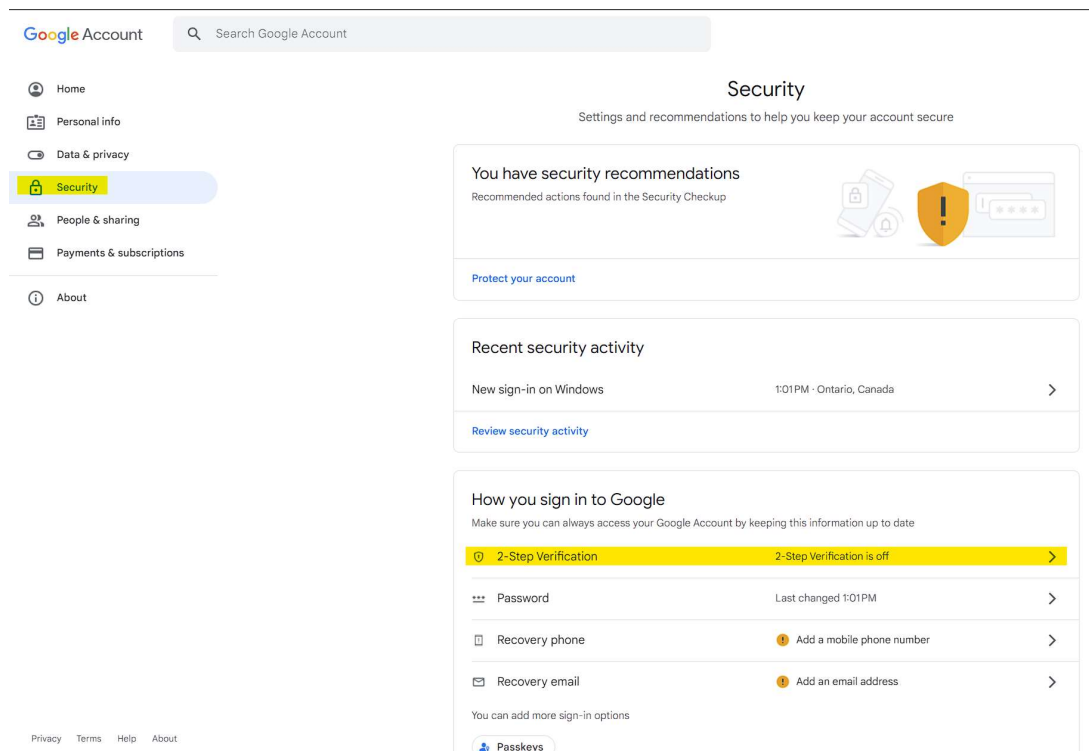 Google Account
Search Google Account
Home
Personal info
Data & privacy
Security
People & sharing
Payments & subscriptions
About
Security
Settings and recommendations to help you keep your account secure
You have security recommendations
Recommended actions found in the Security Checkup
Protect your account
Recent security activity
New sign-in on Windows 1:01 PM · Ontario, Canada
Review security activity
How you sign in to Google
Make sure you can always access your Google Account by keeping this information up to date
2-Step Verification 2-Step Verification is off
Password Last changed 1:01 PM
Recovery phone Add a mobile phone number
Recovery email Add an email address
You can add more sign-in options
Passkeys
Privacy Terms Help About